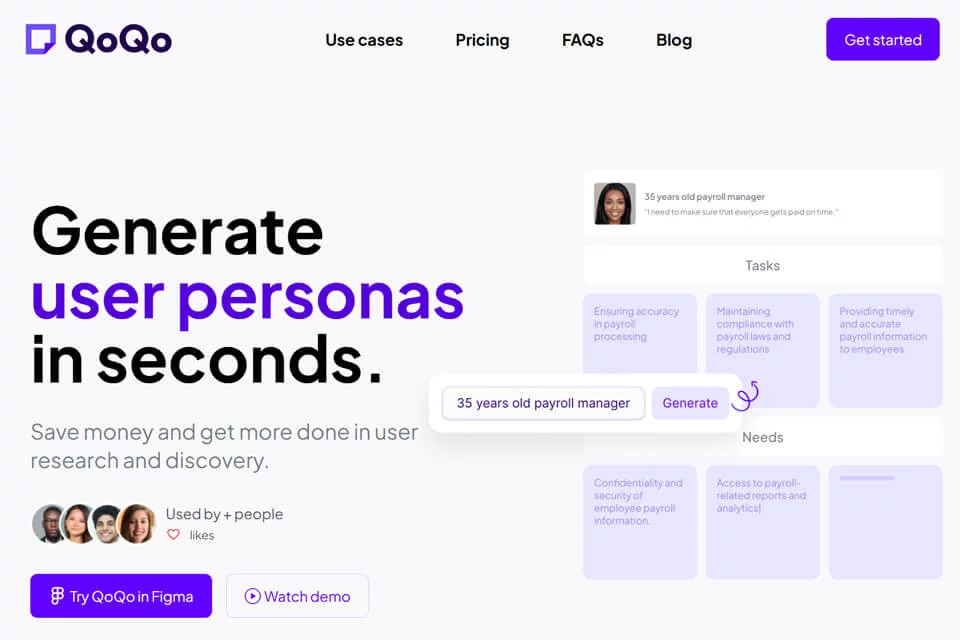 QoQo
Use cases
Pricing
FAQs
Blog
Get started
Generate
user personas
in seconds.
Save money and get more done in user
research and discovery.
Used by + people
likes
Try QoQo in Figma
Watch demo
35 years old payroll manager
"I need to make sure that everyone gets paid on time."
Tasks
Ensuring accuracy
in payroll
processing
Maintaining
compliance with
payroll laws and
regulations
Providing timely
and accurate
payroll information
to employees
35 years old payroll manager
Generate
Needs
Confidentiality and
security of
employee payroll
information.
Access to payroll-
related reports and
analytics